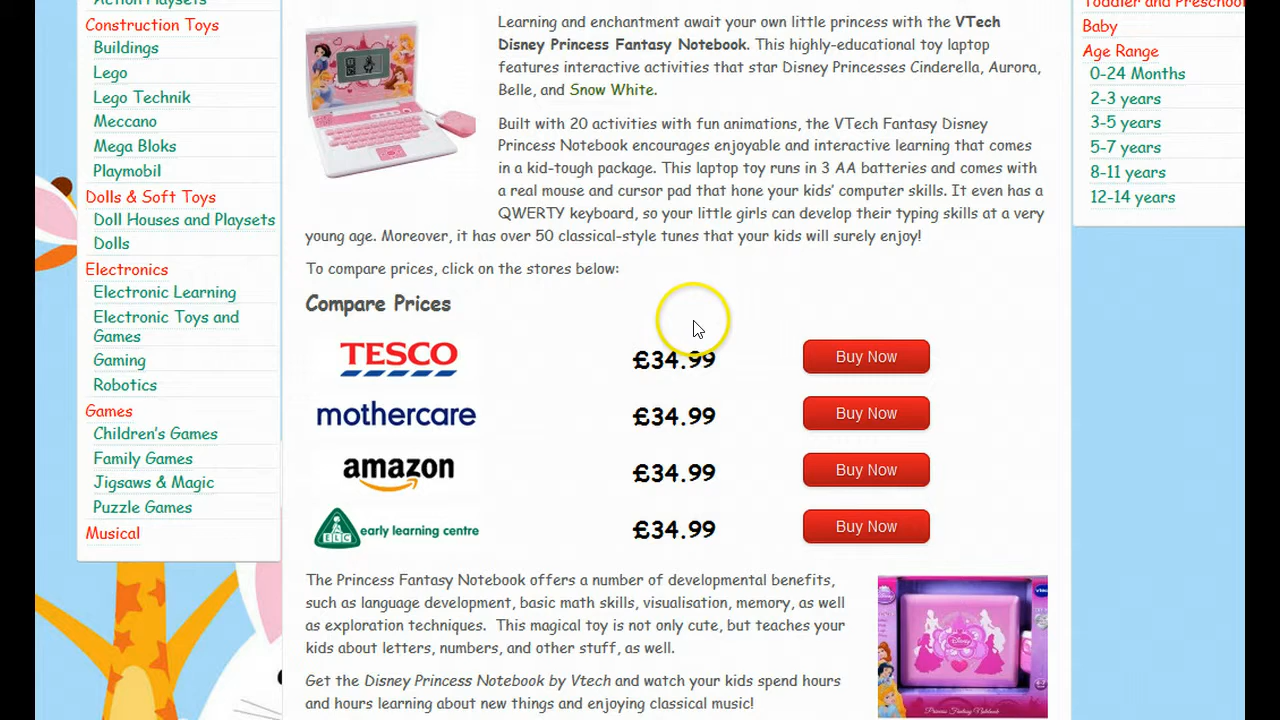 Action Playsets
Construction Toys
Buildings
Lego
Lego Technik
Meccano
Mega Bloks
Playmobil
Dolls & Soft Toys
Doll Houses and Playsets
Dolls
Electronics
Electronic Learning
Electronic Toys and
Games
Gaming
Robotics
Games
Children's Games
Family Games
Jigsaws & Magic
Puzzle Games
Musical
Learning and enchantment await your own little princess with the VTech
Disney Princess Fantasy Notebook. This highly-educational toy laptop
features interactive activities that star Disney Princesses Cinderella, Aurora,
Belle, and Snow White.
Built with 20 activities with fun animations, the VTech Fantasy Disney
Princess Notebook encourages enjoyable and interactive learning that comes
in a kid-tough package. This laptop toy runs in 3 AA batteries and comes with
a real mouse and cursor pad that hone your kids' computer skills. It even has a
QWERTY keyboard, so your little girls can develop their typing skills at a very
young age. Moreover, it has over 50 classical-style tunes that your kids will surely enjoy!
To compare prices, click on the stores below:
Compare Prices
TESCO £34.99 Buy Now
mothercare £34.99 Buy Now
amazon £34.99 Buy Now
ELC early learning centre £34.99 Buy Now
The Princess Fantasy Notebook offers a number of developmental benefits,
such as language development, basic math skills, visualisation, memory, as well
as exploration techniques. This magical toy is not only cute, but teaches your
kids about letters, numbers, and other stuff, as well.
Get the Disney Princess Notebook by Vtech and watch your kids spend hours
and hours learning about new things and enjoying classical music!
vtech
Disney
Princess Fantasy Notebook
Toddler and Preschool
Baby
Age Range
0-24 Months
2-3 years
3-5 years
5-7 years
8-11 years
12-14 years